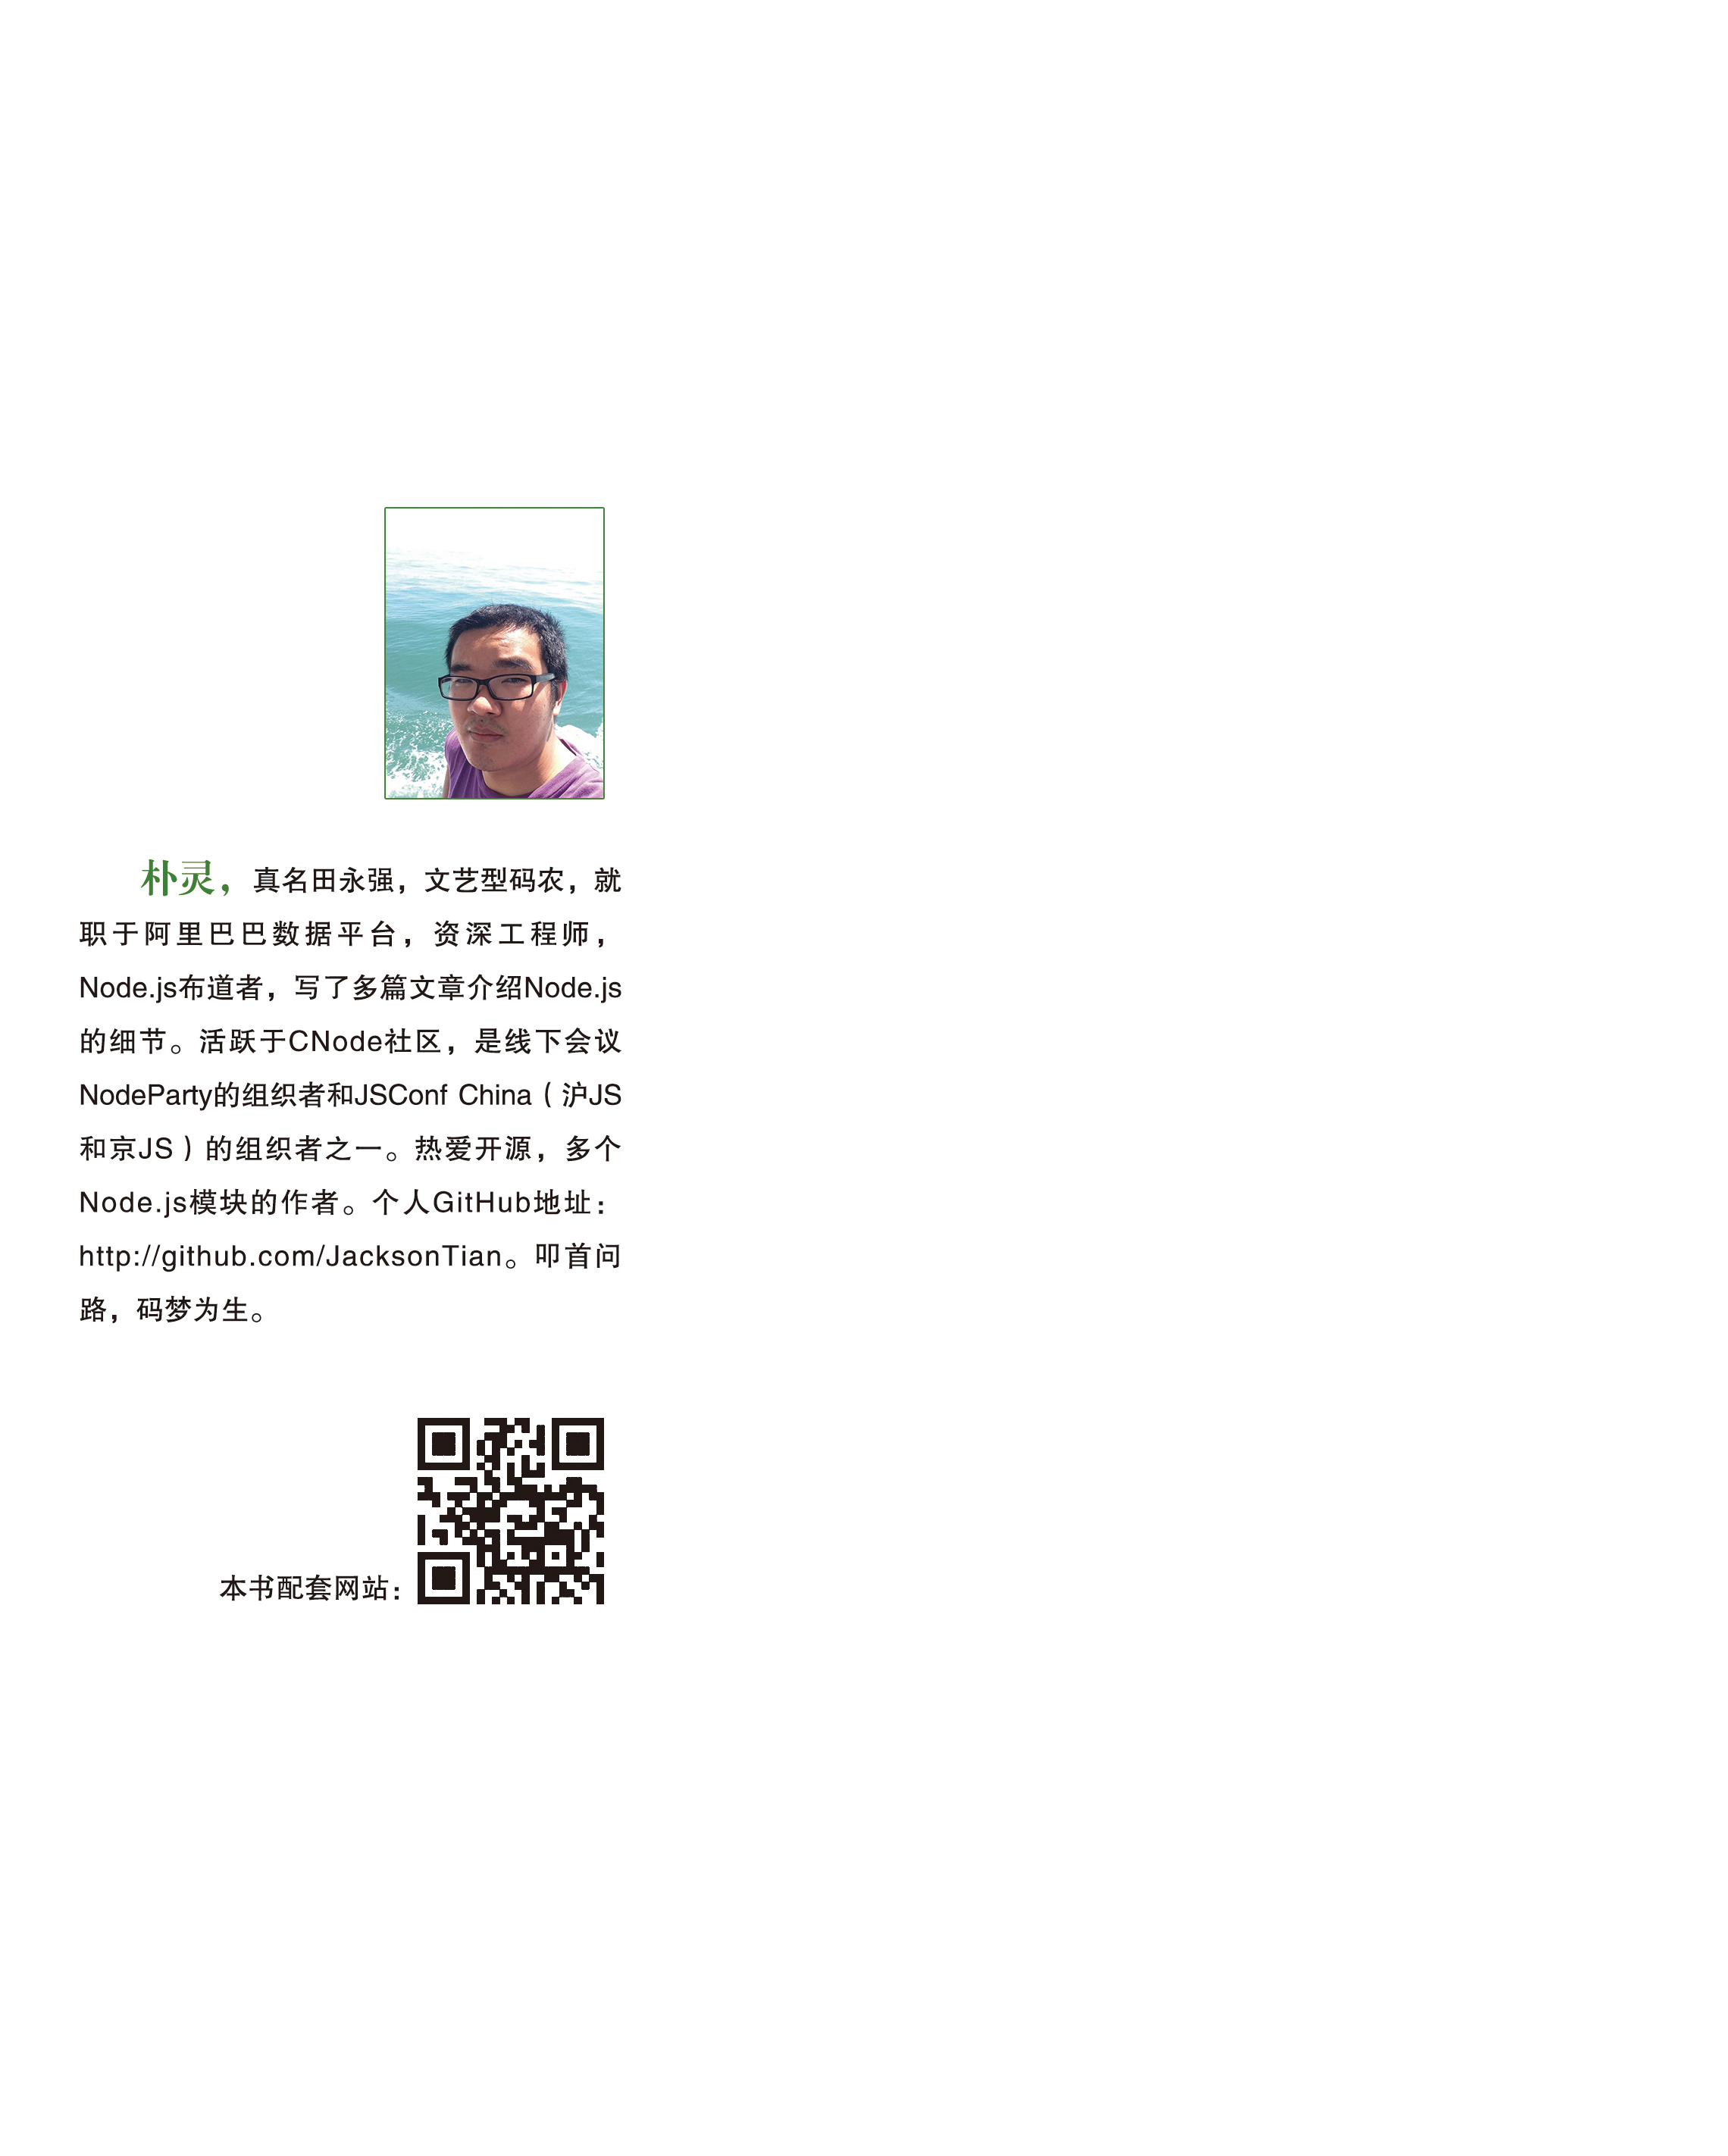 朴灵，真名田永强，文艺型码农，就
职于阿里巴巴数据平台，资深工程师，
Node.js布道者，写了多篇文章介绍Node.js
的细节。活跃于CNode社区，是线下会议
NodeParty的组织者和JSConf China（沪JS
和京JS）的组织者之一。热爱开源，多个
Node.js模块的作者。个人GitHub地址：
http://github.com/JacksonTian。叩首问
路，码梦为生。
本书配套网站：